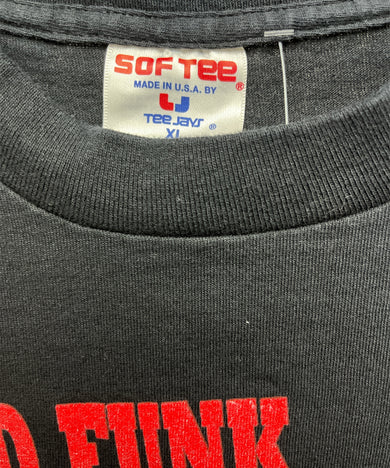 SOF TEE®
MADE IN U.S.A. BY
TEE JAYS®
XL
FUNK